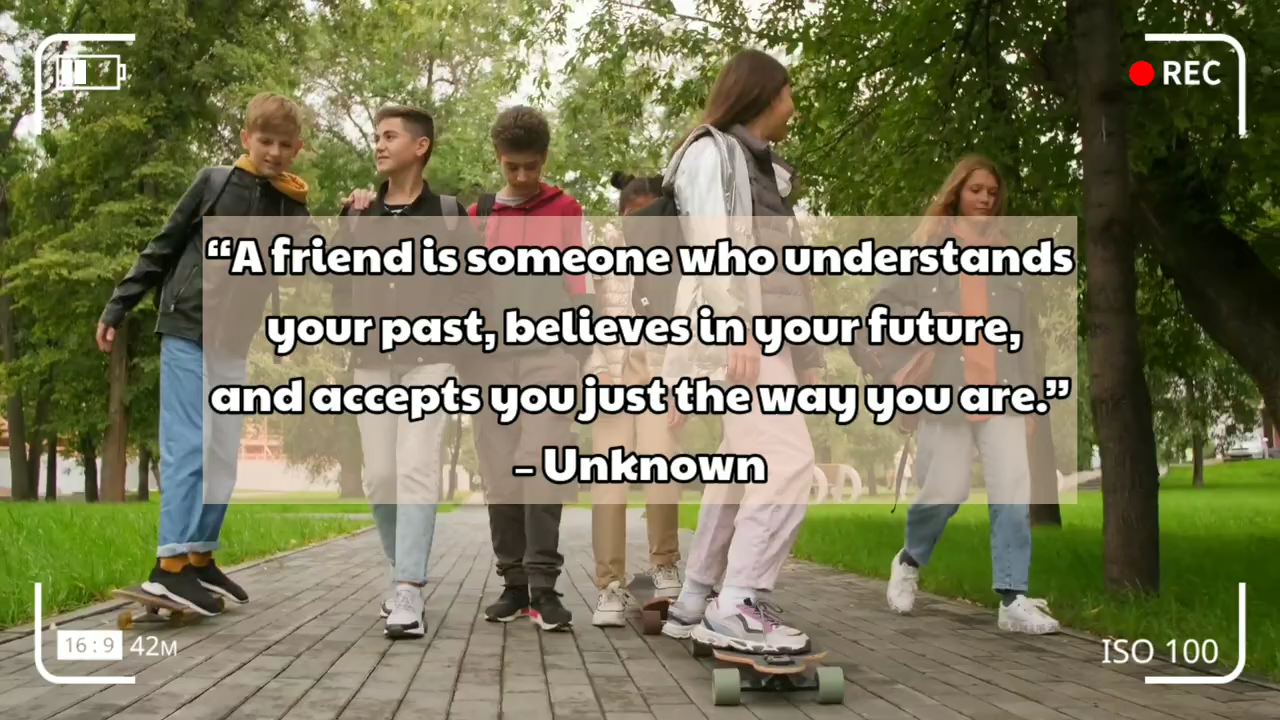 REC
“A friend is someone who understands
your past, believes in your future,
and accepts you just the way you are.”
– Unknown
16 : 9 42M
ISO 100